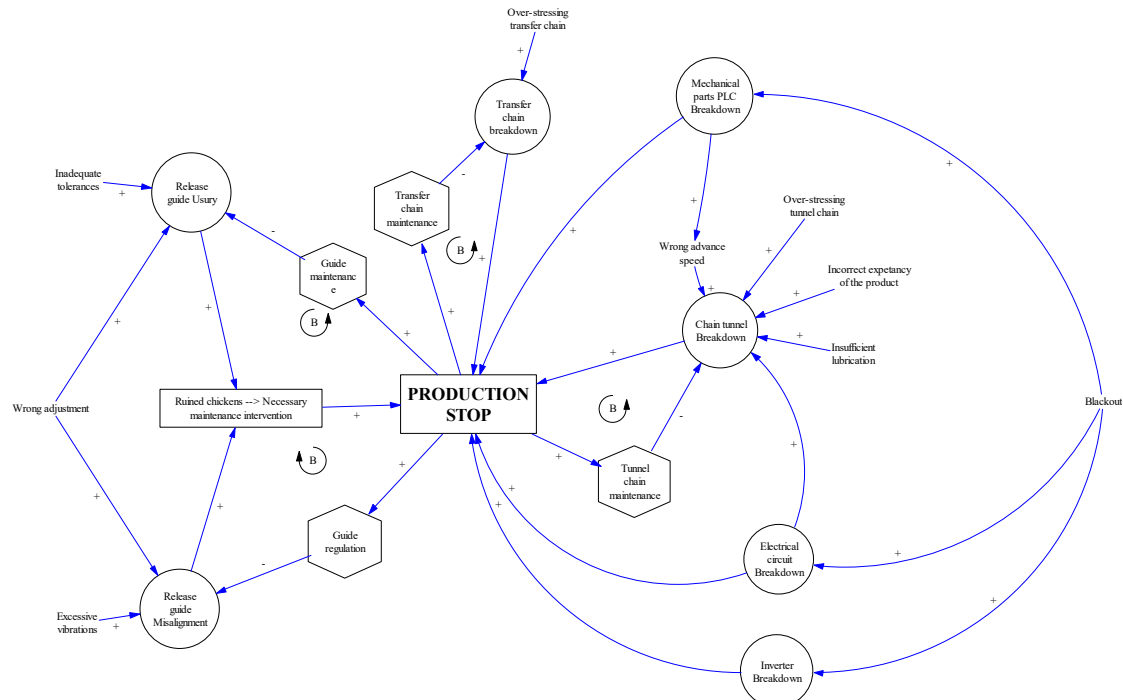 Over-stressing
transfer chain
+
Mechanical
parts PLC
Breakdown
Transfer
chain
breakdown
+
Inadequate
tolerances
+
Release
guide Usury
-
Transfer
chain
maintenance
+
Over-stressing
tunnel chain
-
Guide
maintenanc
e
B
+
+
Wrong advance
speed
+
+
Incorrect expetancy
of the product
+
+
B
+
+
+
+
Chain tunnel
Breakdown
+
Insufficient
lubrication
+
+
PRODUCTION
STOP
Ruined chickens --> Necessary
maintenance intervention
+
Wrong adjustment
B
-
Blackout
B
+
+
+
Tunnel
chain
maintenance
+
+
+
+
Guide
regulation
-
Electrical
circuit
Breakdown
+
+
Release
guide
Misalignment
Excessive
vibrations
+
Inverter
Breakdown